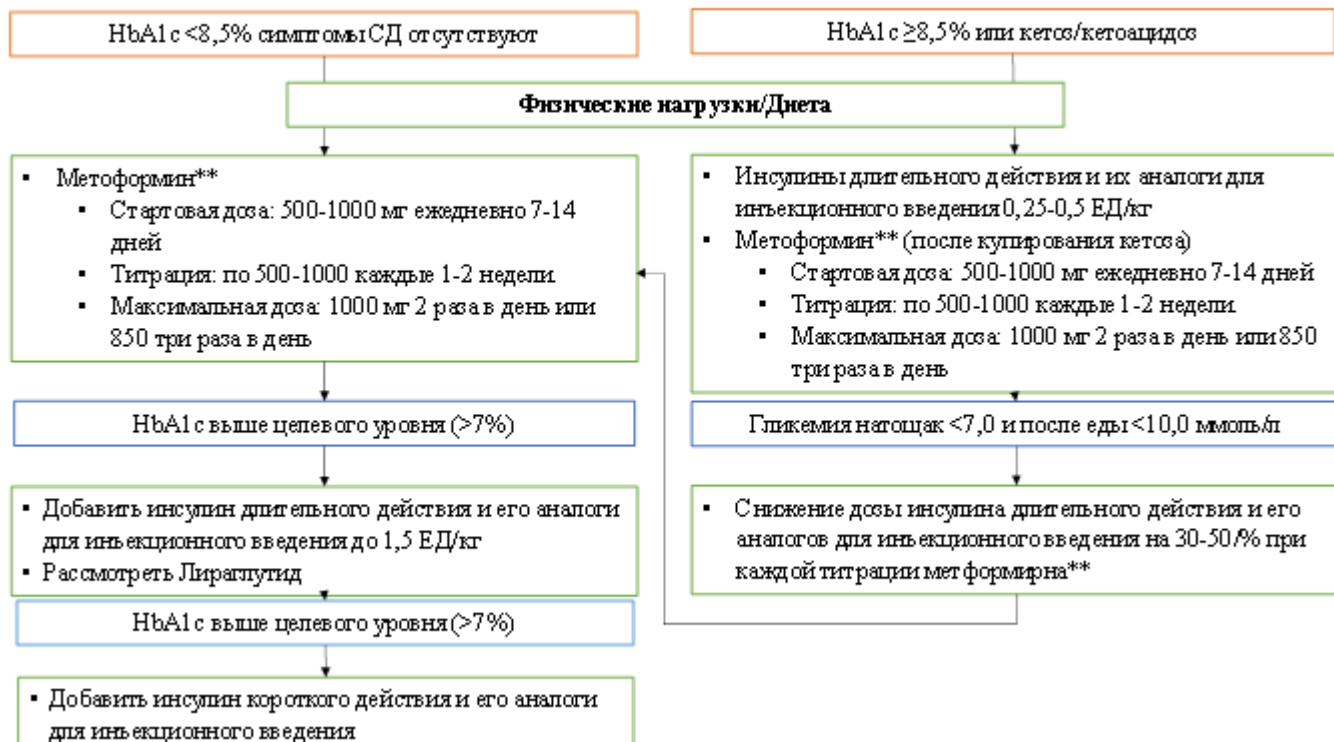 HbA1c <8,5% симптомы СД отсутствуют
HbA1c ≥8,5% или кетоз/кетоацидоз
Физические нагрузки/Диета
▪ Метоформин**
▪ Стартовая доза: 500-1000 мг ежедневно 7-14
дней
▪ Титрация: по 500-1000 каждые 1-2 недели.
▪ Максимальная доза: 1000 мг 2 раза в день или
850 три раза в день
HbA1c выше целевого уровня (>7%)
▪ Добавить инсулин длительного действия и его аналоги
для инъекционного введения до 1,5 ЕД/кг
▪ Рассмотреть Лираглутид
HbA1c выше целевого уровня (>7%)
▪ Добавить инсулин короткого действия и его аналоги
для инъекционного введения
▪ Инсулины длительного действия и их аналоги для
инъекционного введения 0,25-0,5 ЕД/кг
▪ Метоформин** (после купирования кетоза)
▪ Стартовая доза: 500-1000 мг ежедневно 7-14 дней
▪ Титрация: по 500-1000 каждые 1-2 недели.
▪ Максимальная доза: 1000 мг 2 раза в день или 850
три раза в день
Гликемия натощак <7,0 и после еды <10,0 ммоль/л
▪ Снижение дозы инсулина длительного действия и его
аналогов для инъекционного введения на 30-50/% при
каждой титрации метформирна**